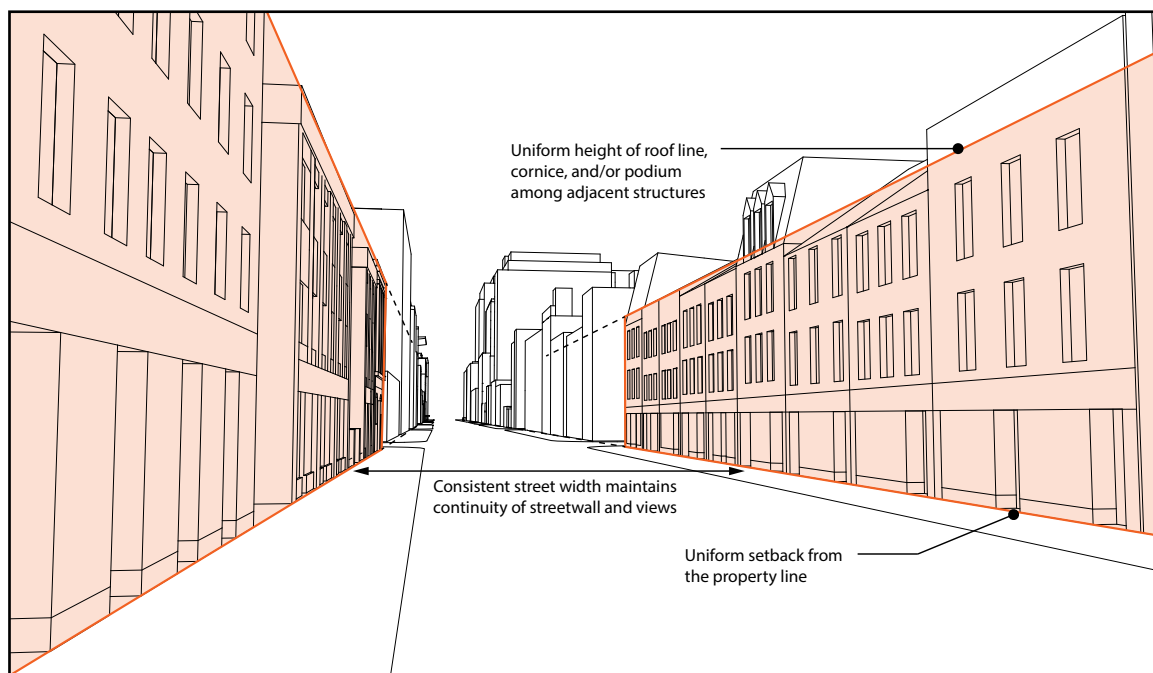 Uniform height of roof line,
cornice, and/or podium
among adjacent structures
Consistent street width maintains
continuity of streetwall and views
Uniform setback from
the property line